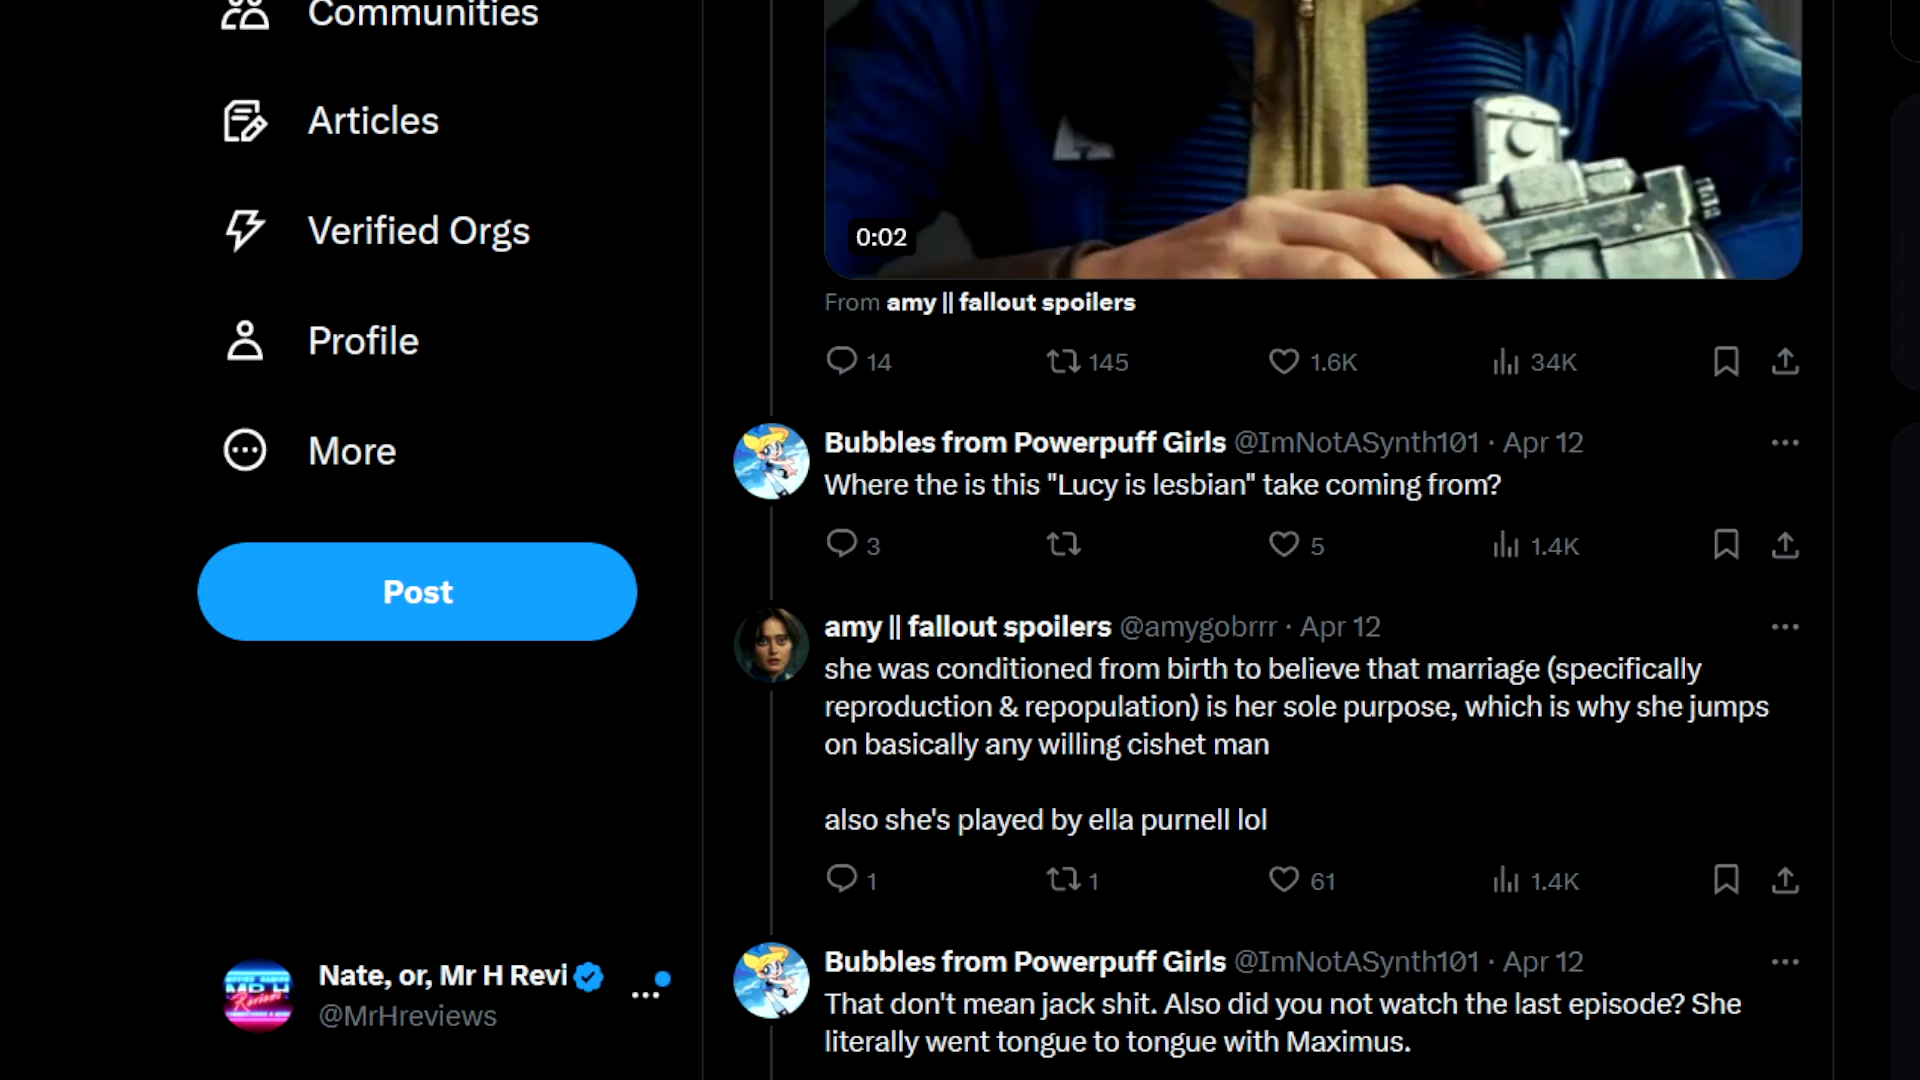 Communities
Articles
Verified Orgs
Profile
More
Post
Nate, or, Mr H Revi
@MrHreviews
0:02
From amy || fallout spoilers
14 145 1.6K 34K
Bubbles from Powerpuff Girls @ImNotASynth101 · Apr 12
Where the is this "Lucy is lesbian" take coming from?
3 5 1.4K
amy || fallout spoilers @amygobrrr · Apr 12
she was conditioned from birth to believe that marriage (specifically
reproduction & repopulation) is her sole purpose, which is why she jumps
on basically any willing cishet man
also she's played by ella purnell lol
1 1 61 1.4K
Bubbles from Powerpuff Girls @ImNotASynth101 · Apr 12
That don't mean jack shit. Also did you not watch the last episode? She
literally went tongue to tongue with Maximus.